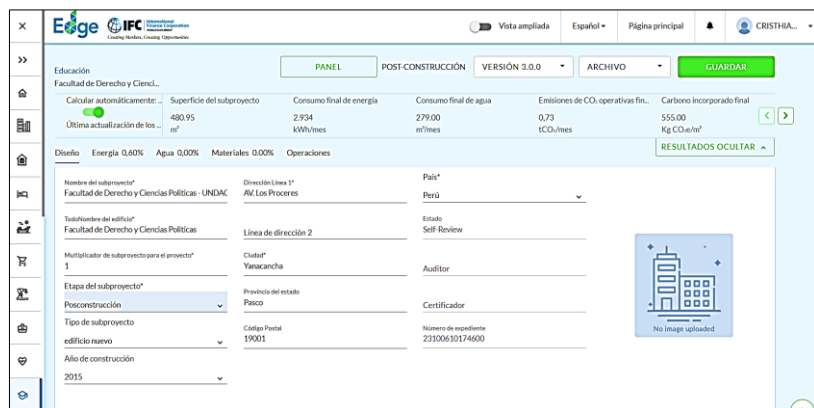 Edge IFC International Finance Corporation
Creating Markets, Creating Opportunities
Vista ampliada Español Página principal CRISTHIA...
Educación
Facultad de Derecho y Cienci...
PANEL POST-CONSTRUCCIÓN VERSIÓN 3.0.0 ARCHIVO GUARDAR
Calcular automáticamente: .. Superficie del subproyecto Consumo final de energía Consumo final de agua Emisiones de CO₂ operativas fin.. Carbono incorporado final
480.95 2.934 279.00 0,73 555.00
Última actualización de los .. m² kWh/mes m³/mes tCO₂/mes Kg CO₂e/m²
Diseño Energía 0,60% Agua 0,00% Materiales 0.00% Operaciones RESULTADOS OCULTAR
Nombre del subproyecto* Dirección Línea 1* País*
Facultad de Derecho y Ciencias Políticas - UNDAC AV. Los Proceres Perú
TodoNombre del edificio* Estado
Facultad de Derecho y Ciencias Políticas Línea de dirección 2 Self-Review
Multiplicador de subproyecto para el proyecto* Ciudad*
1 Yanacancha Auditor
Etapa del subproyecto* Provincia del estado
Posconstrucción Pasco Certificador
Tipo de subproyecto Código Postal Número de expediente
edificio nuevo 19001 23100610174600
Año de construcción
2015
No image uploaded